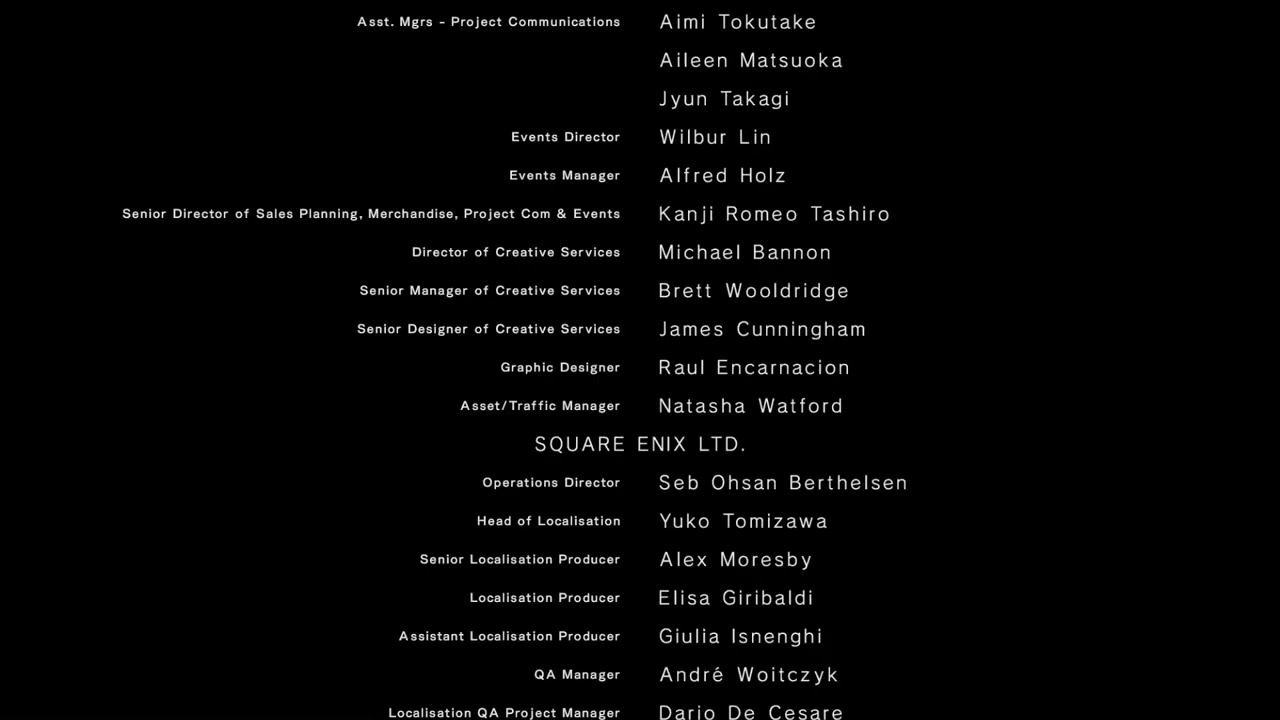 Asst. Mgrs - Project Communications Aimi Tokutake
Aileen Matsuoka
Jyun Takagi
Events Director Wilbur Lin
Events Manager Alfred Holz
Senior Director of Sales Planning, Merchandise, Project Com & Events Kanji Romeo Tashiro
Director of Creative Services Michael Bannon
Senior Manager of Creative Services Brett Wooldridge
Senior Designer of Creative Services James Cunningham
Graphic Designer Raul Encarnacion
Asset/Traffic Manager Natasha Watford
SQUARE ENIX LTD.
Operations Director Seb Ohsan Berthelsen
Head of Localisation Yuko Tomizawa
Senior Localisation Producer Alex Moresby
Localisation Producer Elisa Giribaldi
Assistant Localisation Producer Giulia Isnenghi
QA Manager André Woitczyk
Localisation QA Project Manager Dario De Cesare